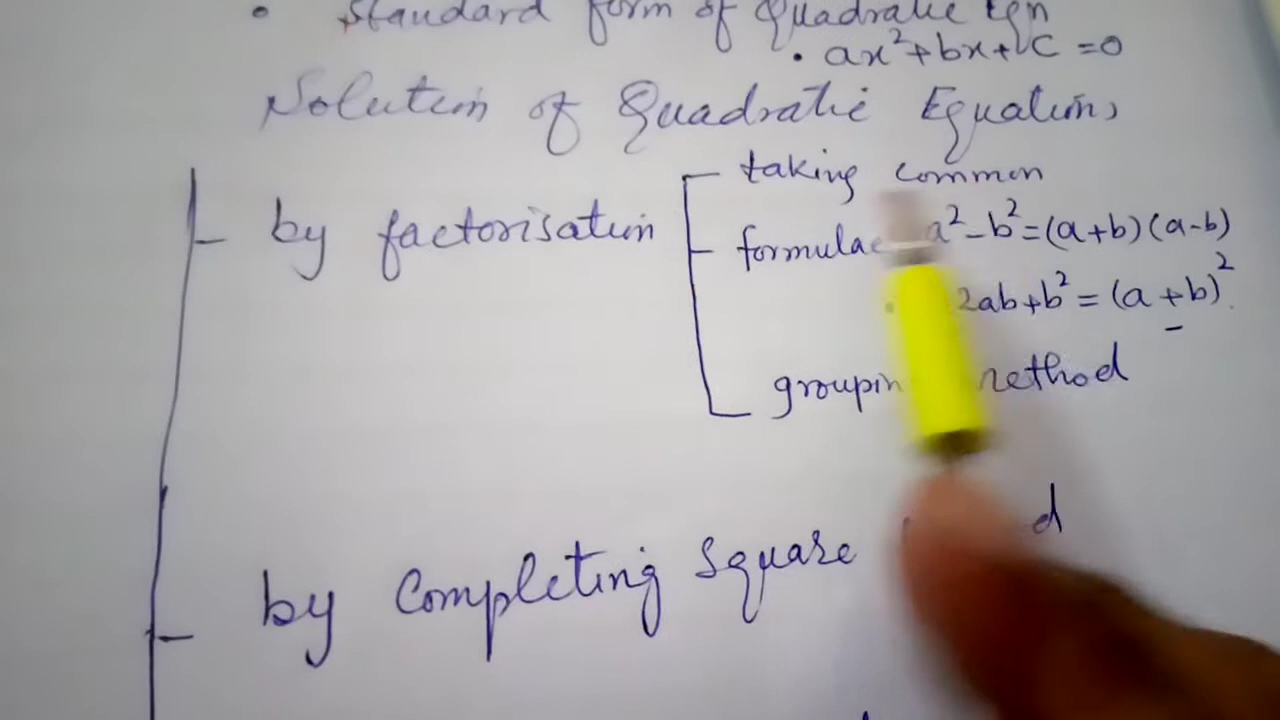 • Standard form of Quadratic Eqn
• ax²+bx+c =0
Solution of Quadratic Equations
by factorisation
taking common
formulae a²-b²=(a+b)(a-b)
2ab+b²=(a+b)²
-
grouping method
by Completing Square